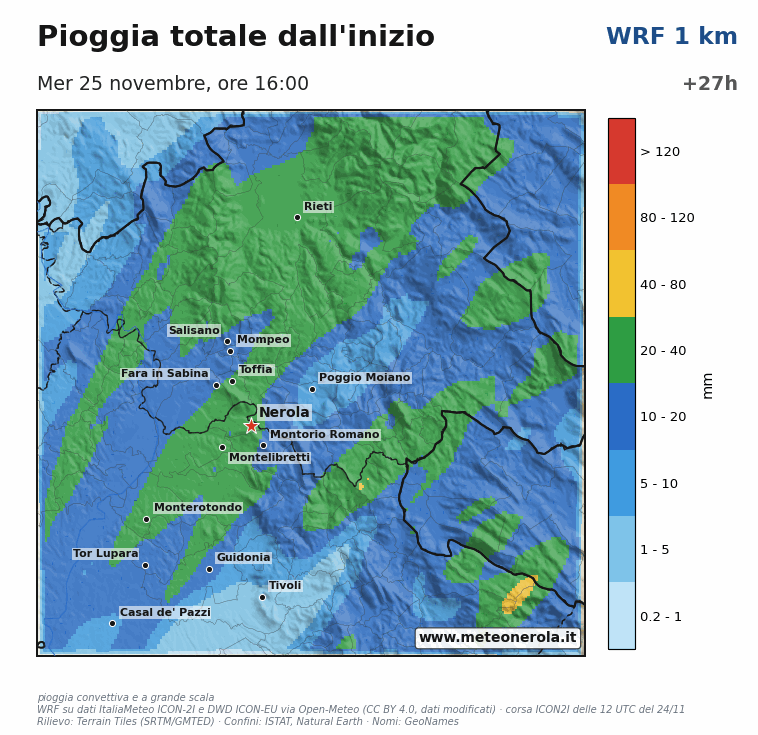 Pioggia totale dall'inizio
WRF 1 km
Mer 25 novembre, ore 16:00
+27h
Rieti
Salisano
Mompeo
Fara in Sabina
Toffia
Poggio Moiano
Nerola
Montorio Romano
Montelibretti
Monterotondo
Tor Lupara
Guidonia
Tivoli
Casal de' Pazzi
www.meteonerola.it
> 120
80 - 120
40 - 80
20 - 40
10 - 20
5 - 10
1 - 5
0.2 - 1
mm
pioggia convettiva e a grande scala
WRF su dati ItaliaMeteo ICON-2I e DWD ICON-EU via Open-Meteo (CC BY 4.0, dati modificati) · corsa ICON2I delle 12 UTC del 24/11
Rilievo: Terrain Tiles (SRTM/GMTED) · Confini: ISTAT, Natural Earth · Nomi: GeoNames